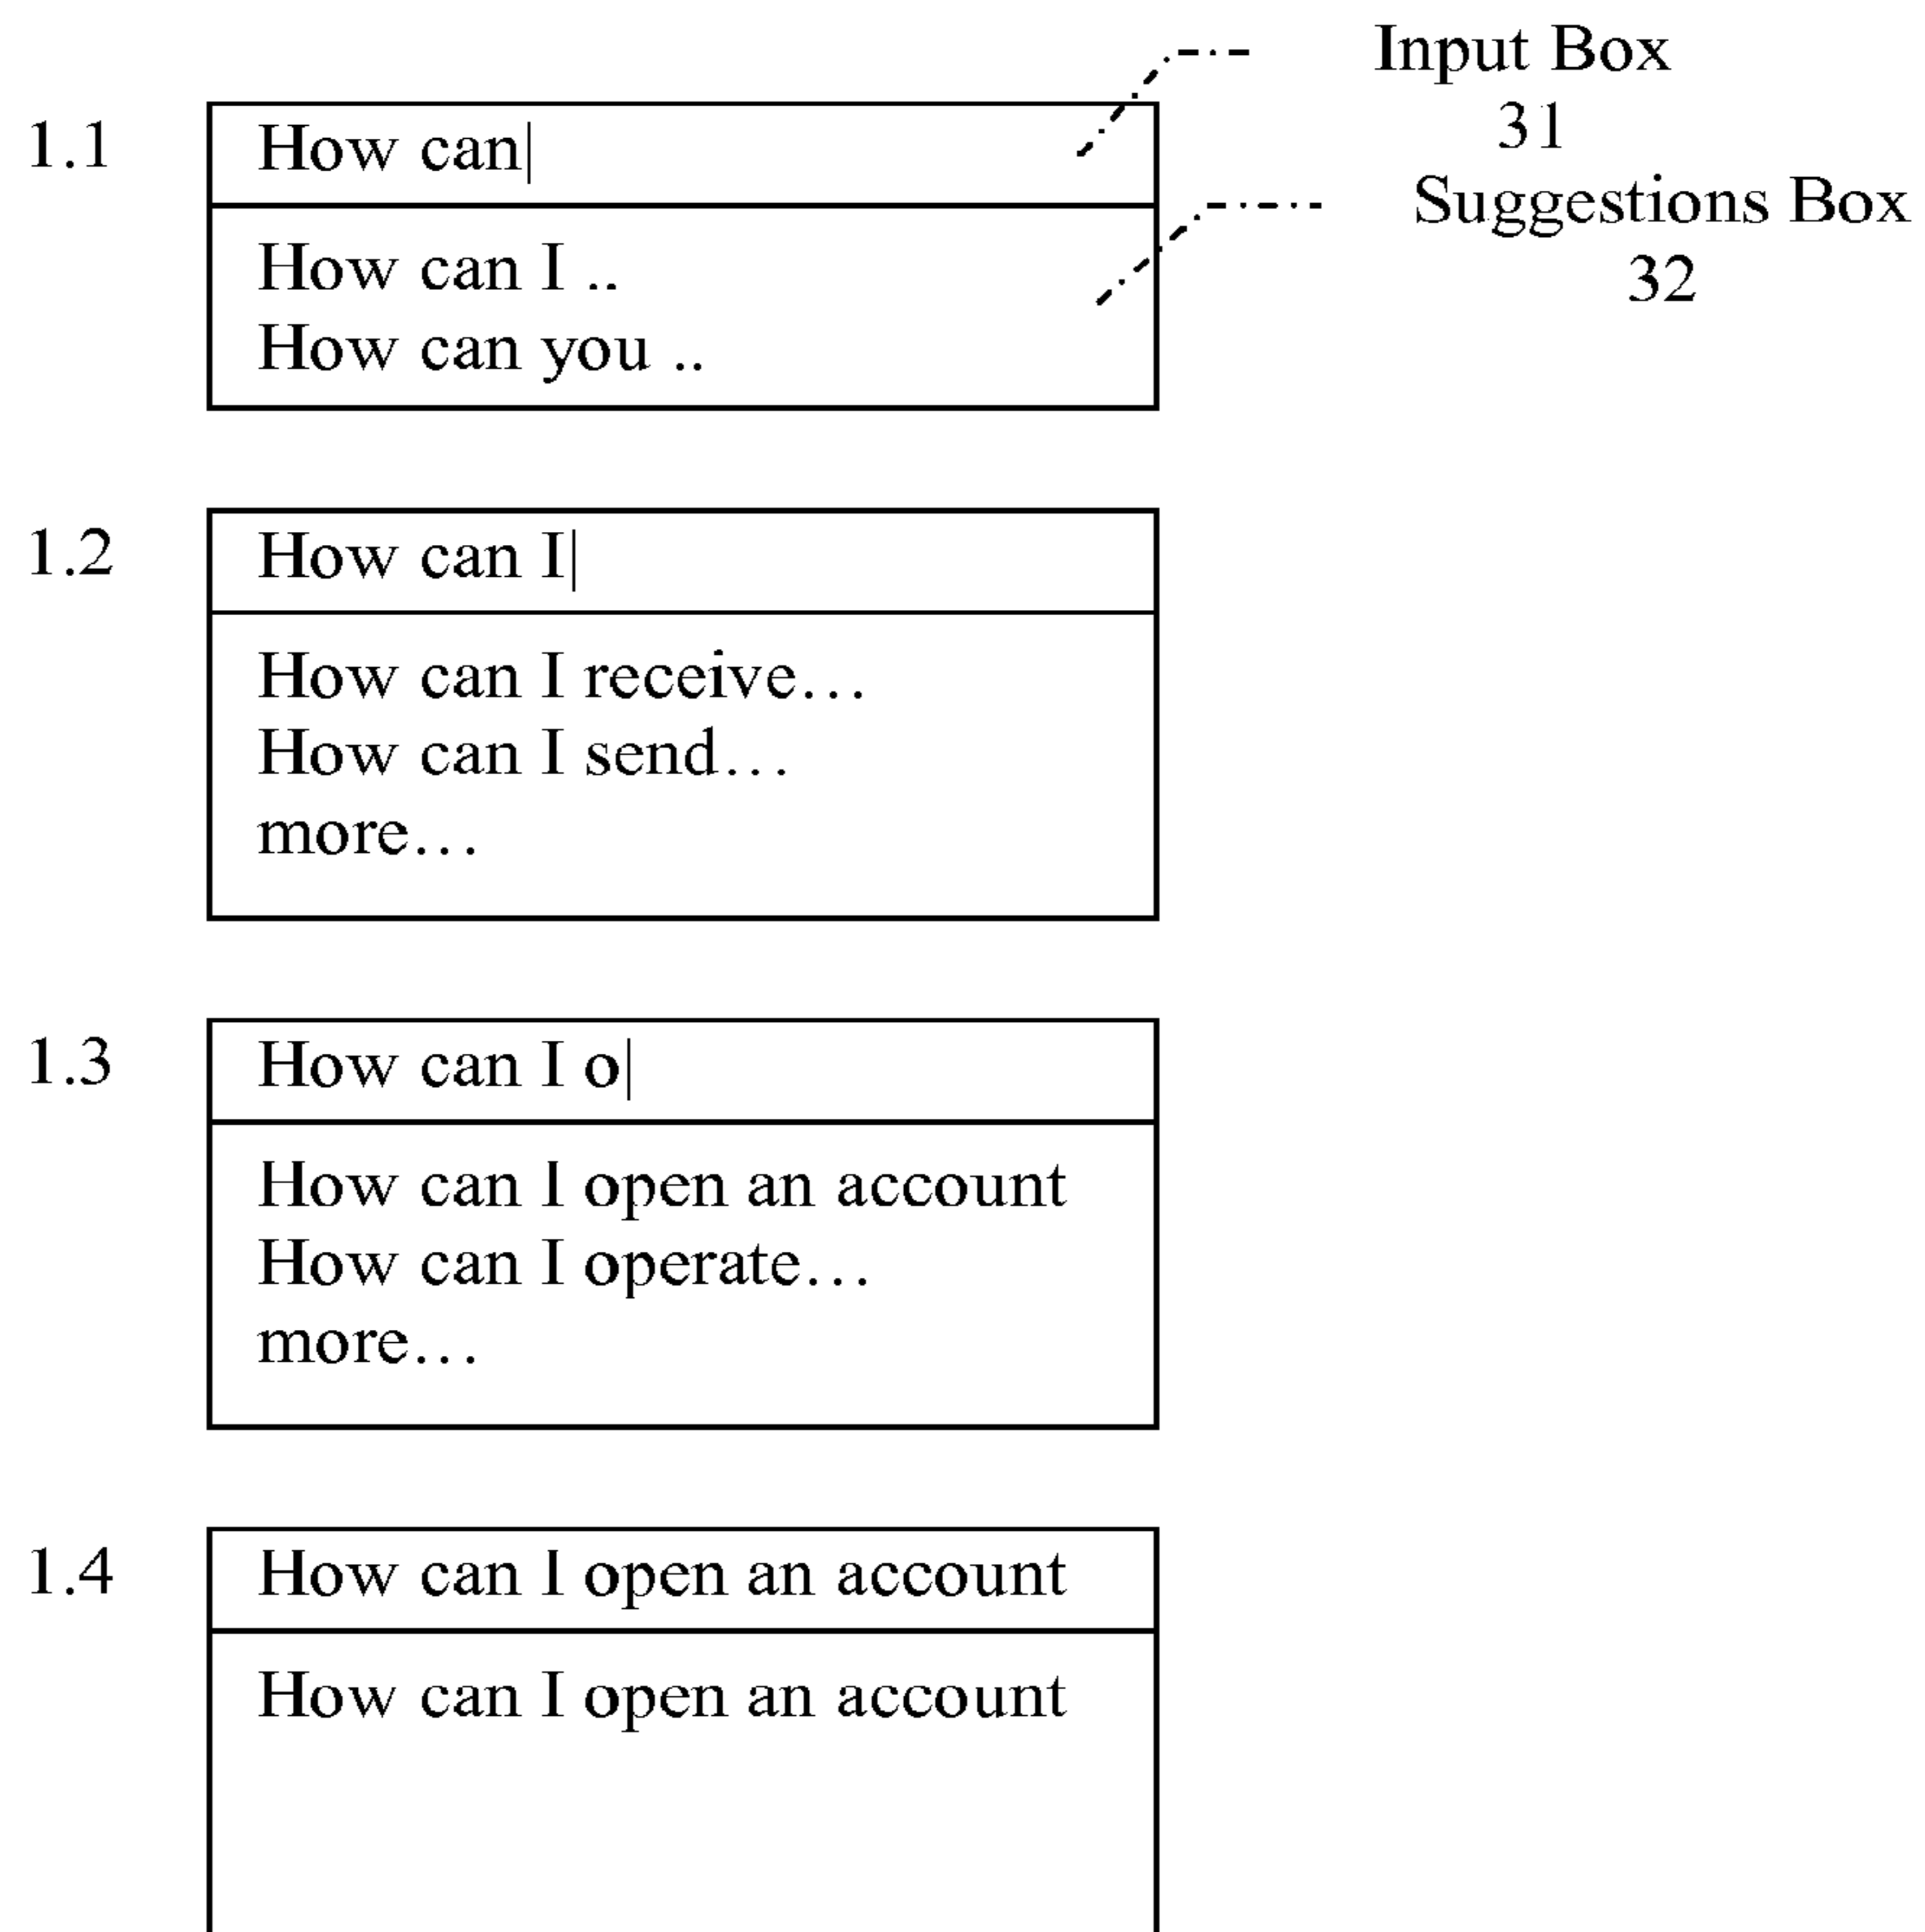 Input Box
31
1.1
How can|
Suggestions Box
32
How can I ..
How can you ..
1.2
How can I|
How can I receive…
How can I send…
more…
1.3
How can I o|
How can I open an account
How can I operate…
more…
1.4
How can I open an account
How can I open an account